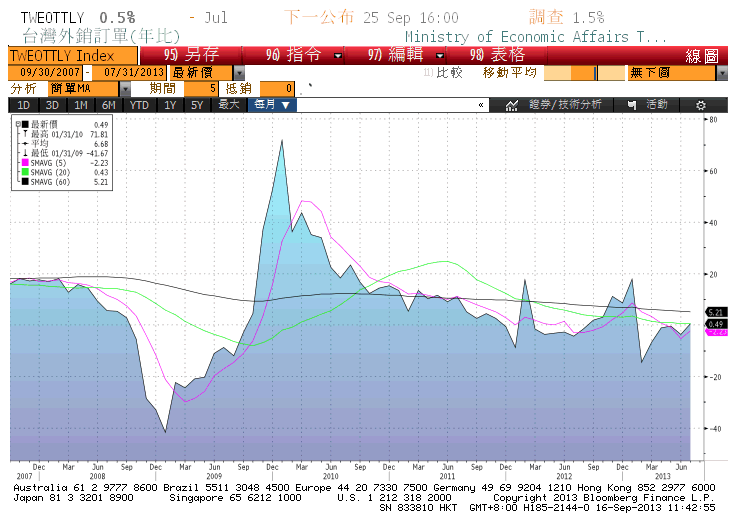 TWEOTTLY 0.5% - Jul 下一公布 25 Sep 16:00 調查 1.5%
台灣外銷訂單(年比) Ministry of Economic Affairs T...
TWEOTTLY Index 95) 另存 96) 指令 97) 編輯 98) 表格 線圖
09/30/2007 - 07/31/2013 最新價 比較 移動平均 無下圖
分析 簡單MA 期間 5 抵銷 0
1D 3D 1M 6M YTD 1Y 5Y 最大 每月 ▼ « 證券/技術分析 活動
最新價 0.49
最高 01/31/10 71.81
平均 6.68
最低 01/31/09 -41.67
SMAVG (5) -2.23
SMAVG (20) 0.43
SMAVG (60) 5.21
80
60
40
20
5.21
0.49
-2.23
-20
-40
Dec Mar Jun Sep Dec Mar Jun Sep Dec Mar Jun Sep Dec Mar Jun Sep Dec Mar Jun Sep Dec Mar Jun
2007 2008 2009 2010 2011 2012 2013
Australia 61 2 9777 8600 Brazil 5511 3048 4500 Europe 44 20 7330 7500 Germany 49 69 9204 1210 Hong Kong 852 2977 6000
Japan 81 3 3201 8900 Singapore 65 6212 1000 U.S. 1 212 318 2000 Copyright 2013 Bloomberg Finance L.P.
SN 833810 HKT GMT+8:00 H185-2144-0 16-Sep-2013 11:42:55